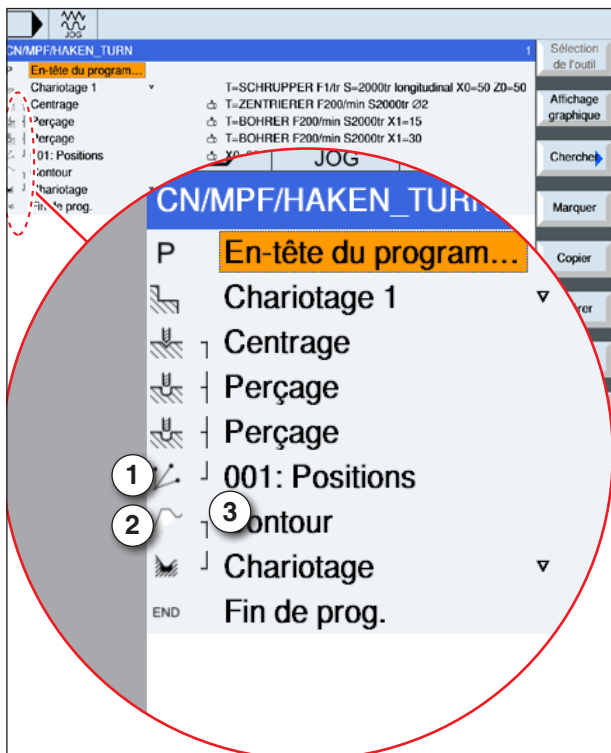 JOG
CN/MPF/HAKEN_TURN 1
P En-tête du program...
Chariotage 1 T=SCHRUPPER F1/tr S=2000tr longitudinal X0=50 Z0=50
Centrage T=ZENTRIERER F200/min S2000tr Ø2
Perçage T=BOHRER F200/min S2000tr X1=15
Perçage T=BOHRER F200/min S2000tr X1=30
001: Positions
Contour
Chariotage
END Fin de prog.
Sélection
de l'outil
Affichage
graphique
Chercher
Marquer
Copier
JOG
CN/MPF/HAKEN_TURN
P En-tête du program...
Chariotage 1
Centrage
Perçage
Perçage
1 001: Positions
2 3 Contour
Chariotage
END Fin de prog.